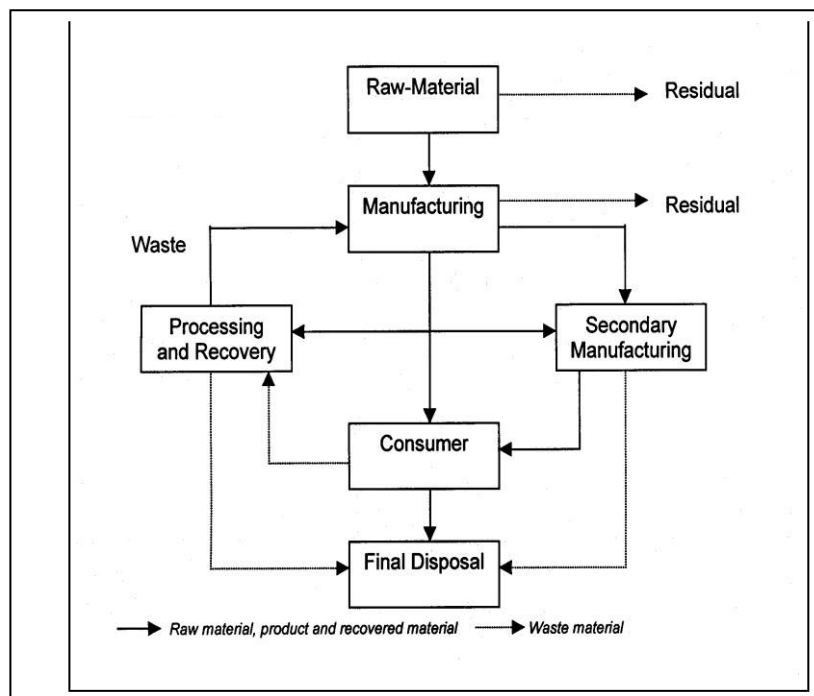 Raw-Material
Residual
Manufacturing
Residual
Waste
Processing
and Recovery
Secondary
Manufacturing
Consumer
Final Disposal
Raw material, product and recovered material
Waste material